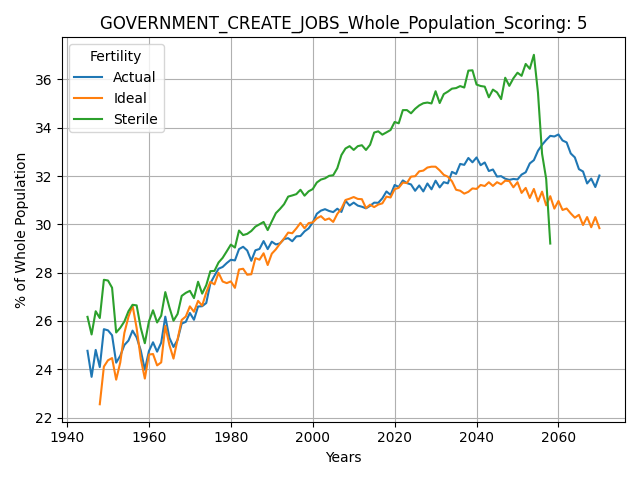 GOVERNMENT_CREATE_JOBS_Whole_Population_Scoring: 5
Fertility
Actual
Ideal
Sterile
% of Whole Population
36
34
32
30
28
26
24
22
1940 1960 1980 2000 2020 2040 2060
Years